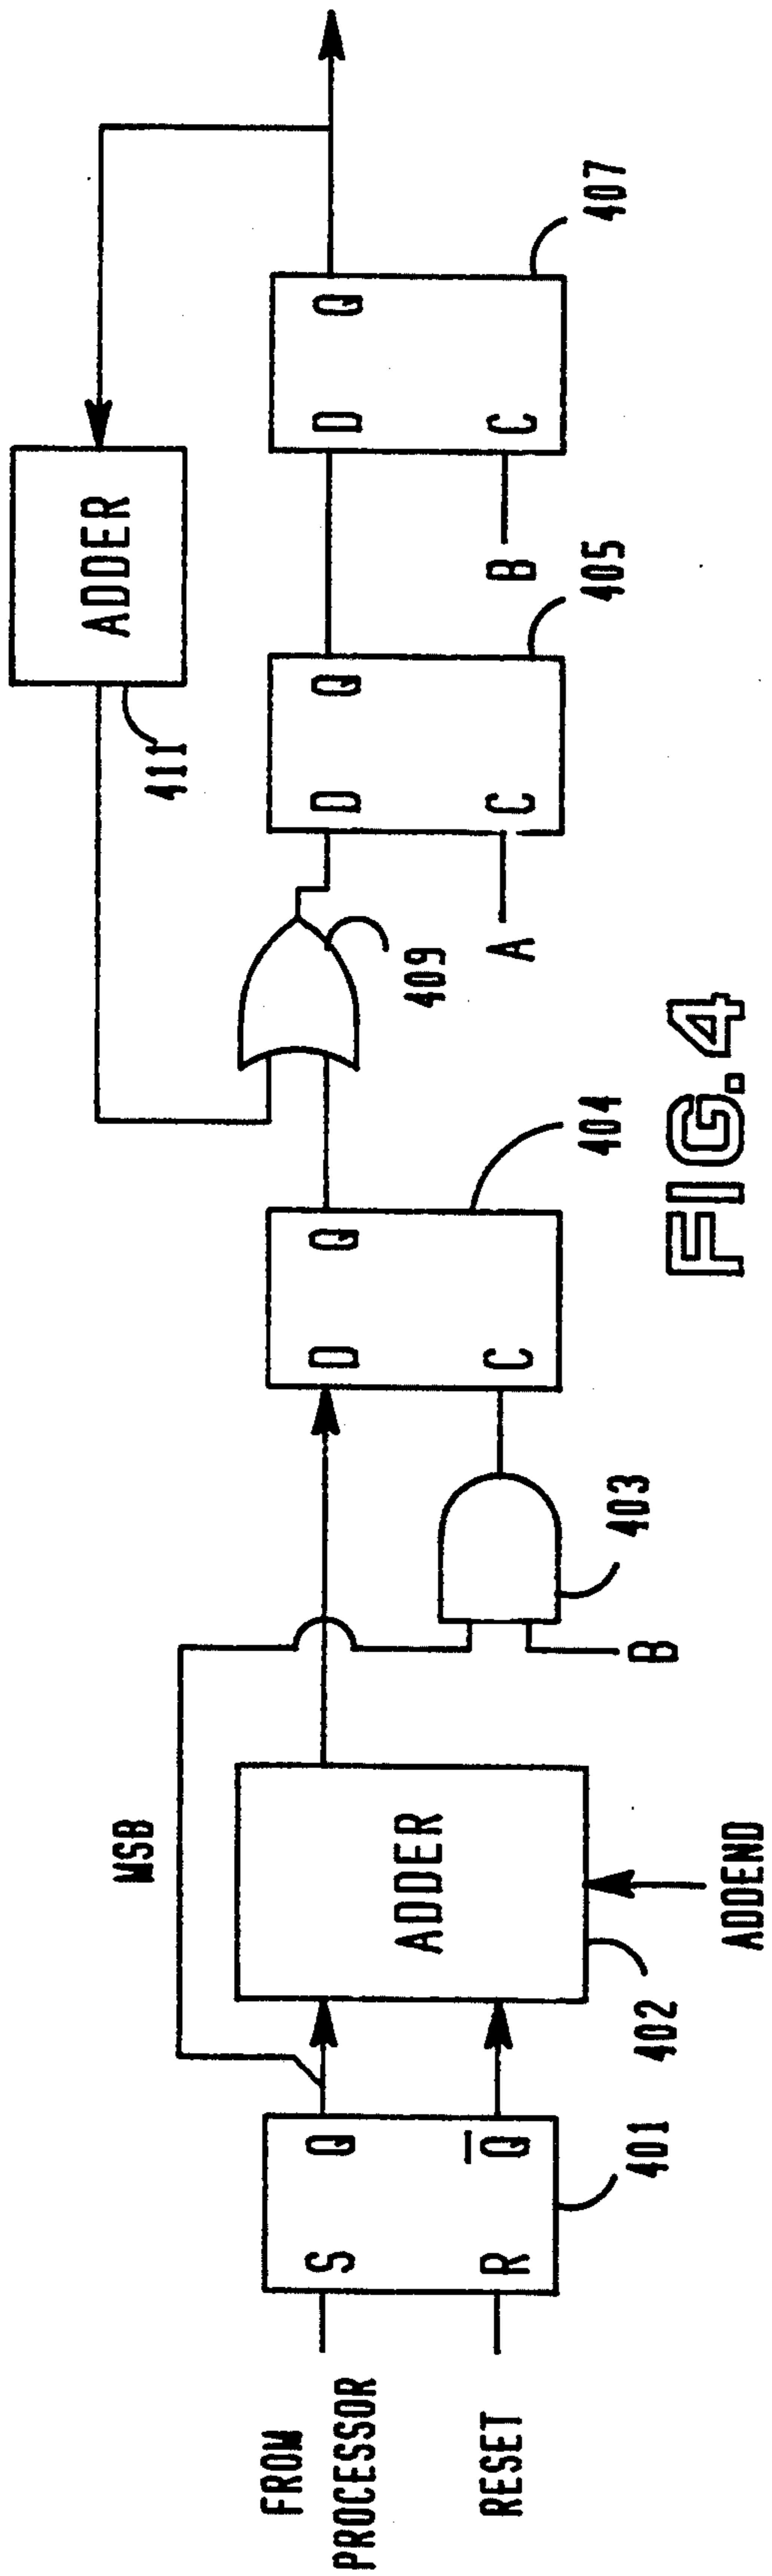 FROM
PROCESSOR
RESET
S
Q
R
Q̅
401
MSB
ADDER
402
ADDEND
B
403
D
Q
C
404
409
411
ADDER
A
D
Q
C
405
B
D
Q
C
407
FIG. 4